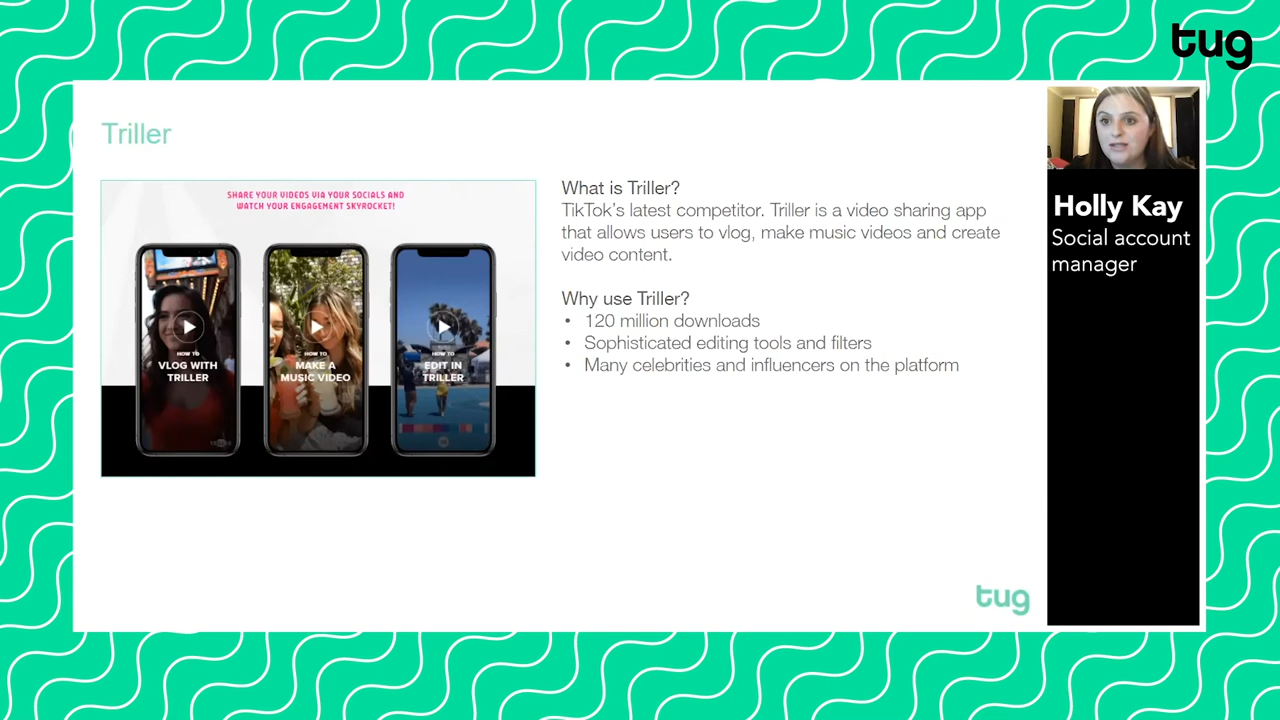 tug
Triller
SHARE YOUR VIDEOS VIA YOUR SOCIALS AND
WATCH YOUR ENGAGEMENT SKYROCKET!
HOW TO
VLOG WITH
TRILLER
HOW TO
MAKE A
MUSIC VIDEO
HOW TO
EDIT IN
TRILLER
What is Triller?
TikTok's latest competitor. Triller is a video sharing app
that allows users to vlog, make music videos and create
video content.
Why use Triller?
• 120 million downloads
• Sophisticated editing tools and filters
• Many celebrities and influencers on the platform
Holly Kay
Social account
manager
tug